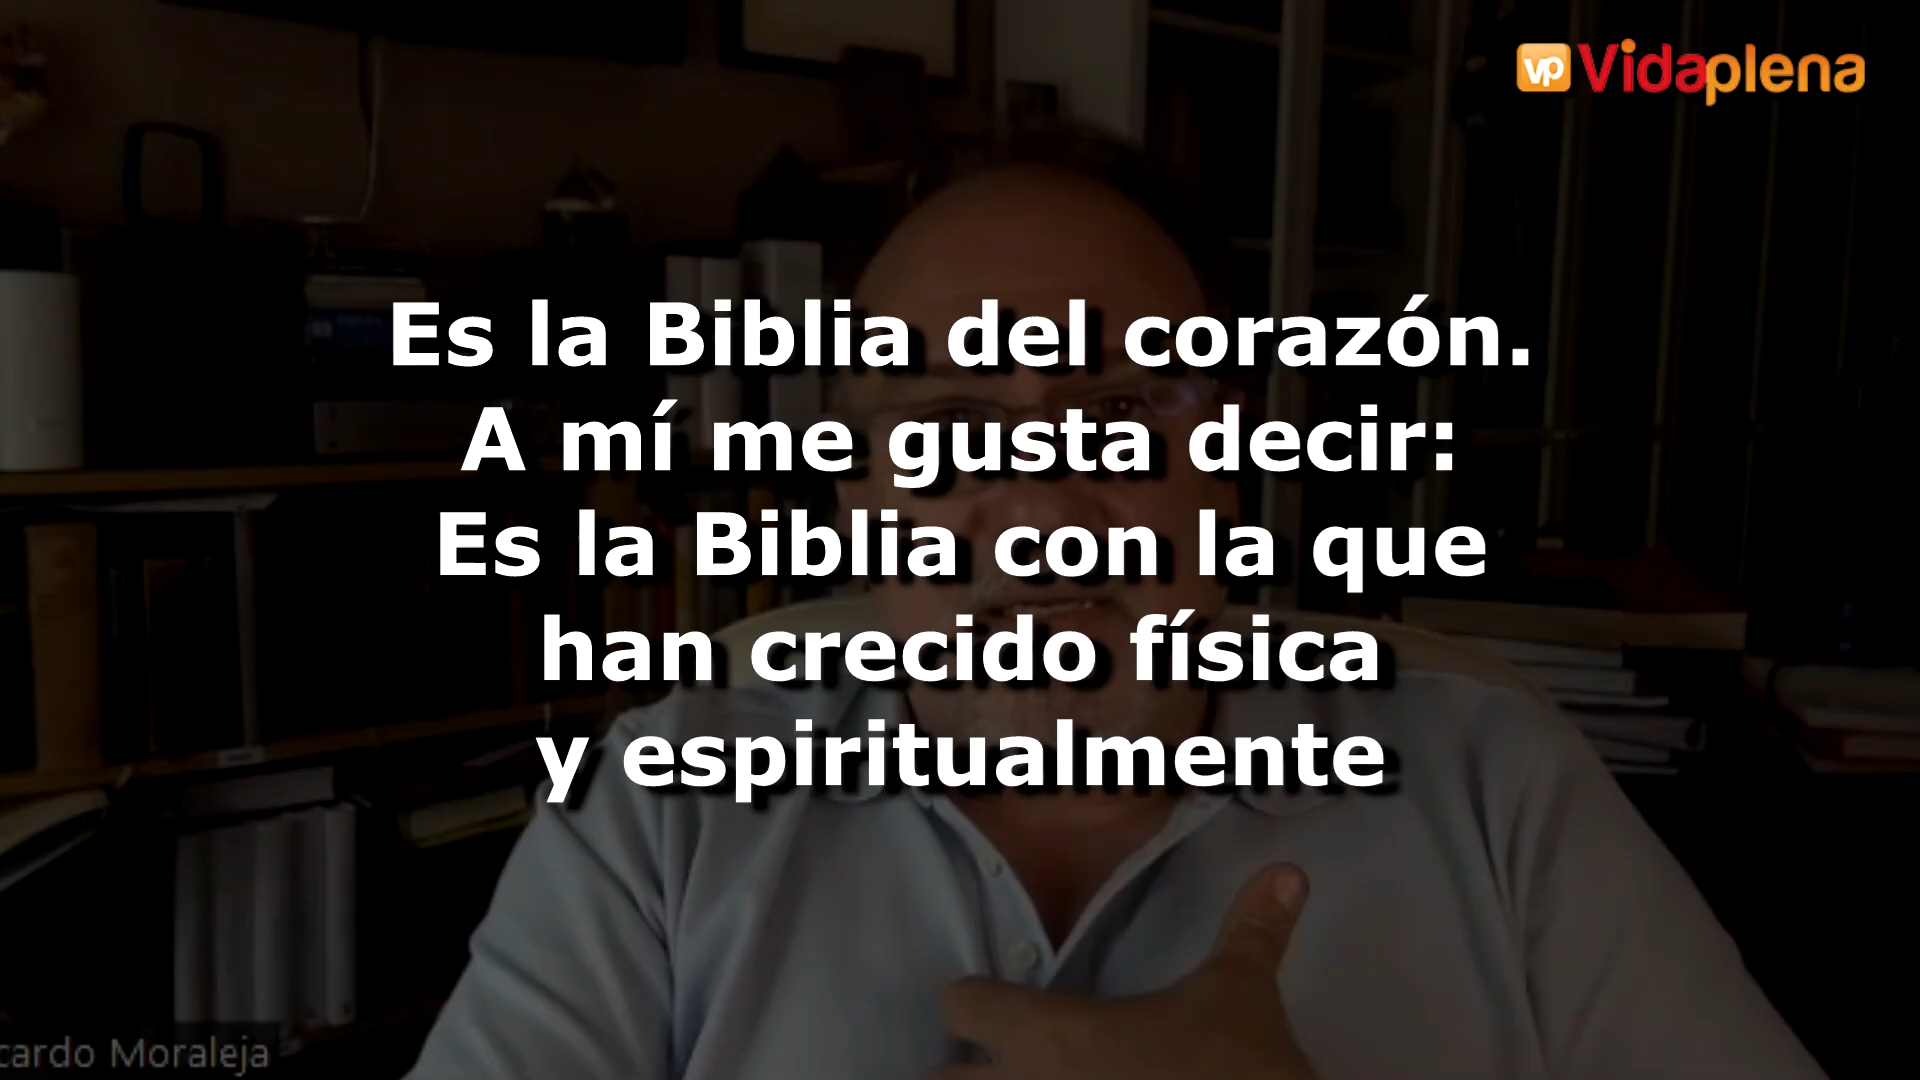 vp Vidaplena
Es la Biblia del corazón.
A mí me gusta decir:
Es la Biblia con la que
han crecido física
y espiritualmente
cardo Moraleja